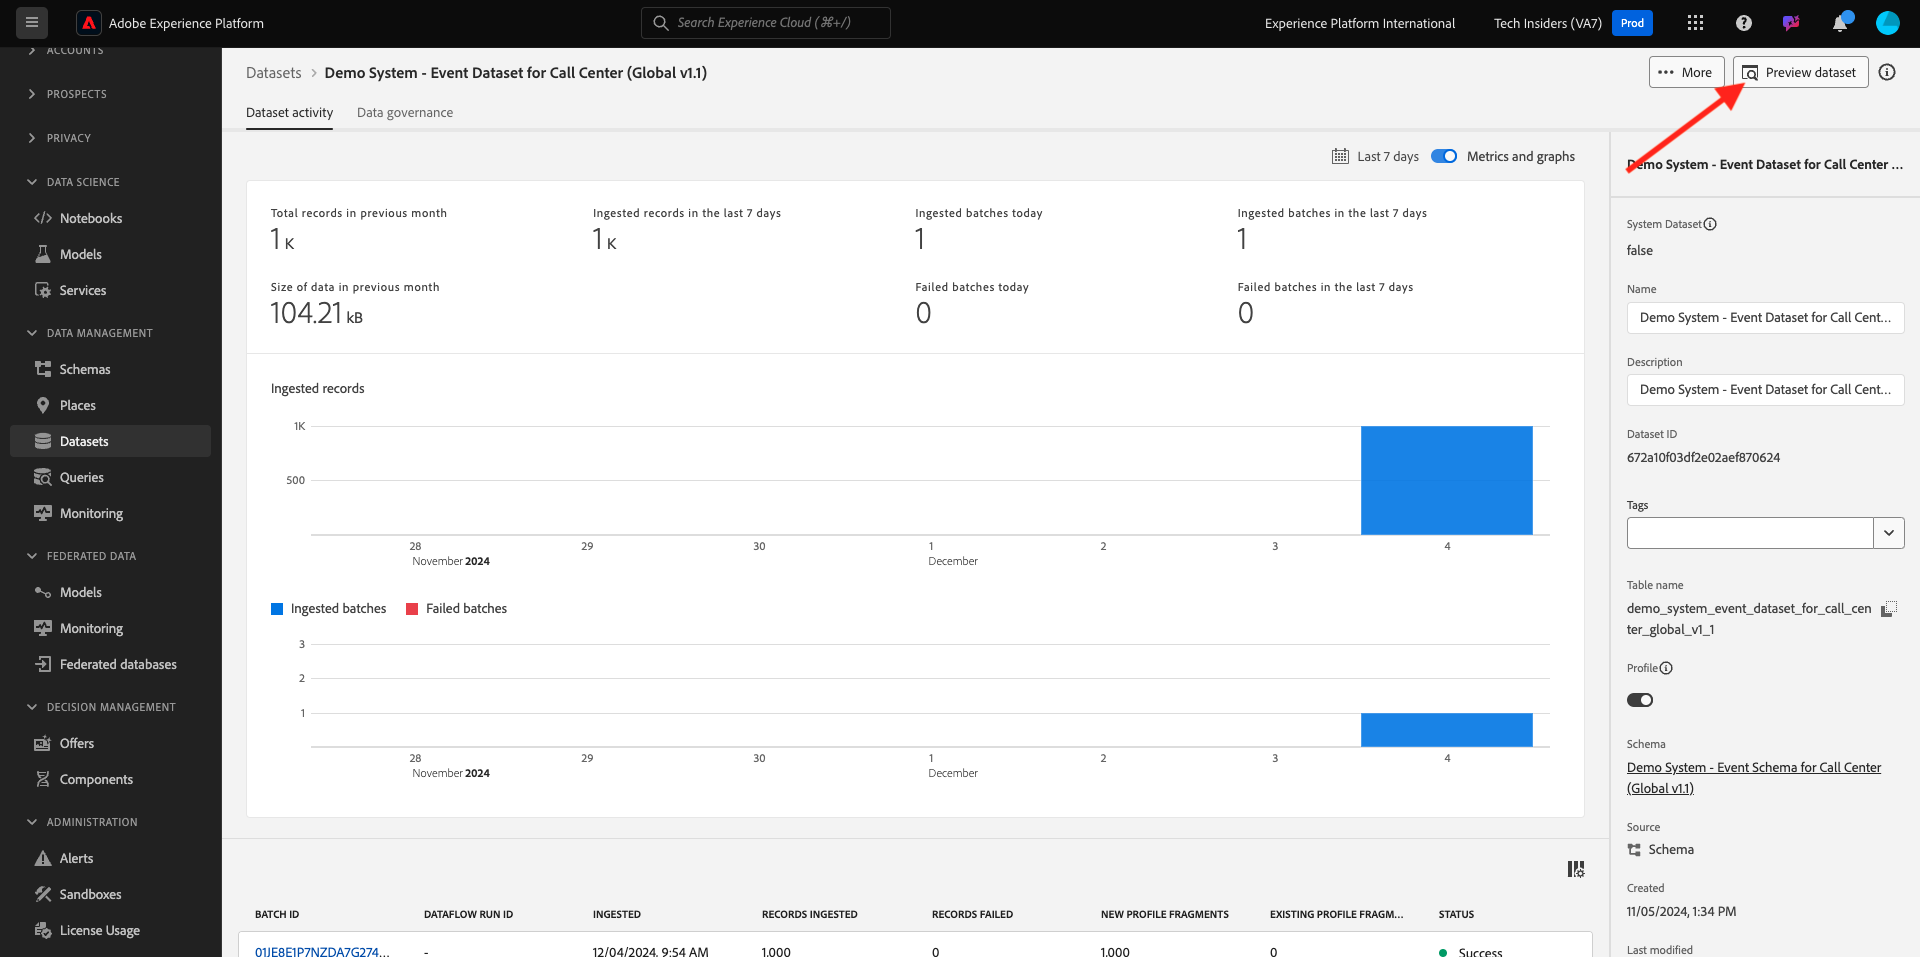 Adobe Experience Platform
Search Experience Cloud (⌘+/)
Experience Platform International
Tech Insiders (VA7)
Prod
ACCOUNTS
PROSPECTS
PRIVACY
DATA SCIENCE
Notebooks
Models
Services
DATA MANAGEMENT
Schemas
Places
Datasets
Queries
Monitoring
FEDERATED DATA
Models
Monitoring
Federated databases
DECISION MANAGEMENT
Offers
Components
ADMINISTRATION
Alerts
Sandboxes
License Usage
Datasets > Demo System - Event Dataset for Call Center (Global v1.1)
More
Preview dataset
Dataset activity
Data governance
Last 7 days
Metrics and graphs
Total records in previous month
1 K
Ingested records in the last 7 days
1 K
Ingested batches today
1
Ingested batches in the last 7 days
1
Size of data in previous month
104.21 kB
Failed batches today
0
Failed batches in the last 7 days
0
Ingested records
1K
500
28 29 30 1 2 3 4
November 2024 December
Ingested batches Failed batches
3
2
1
28 29 30 1 2 3 4
November 2024 December
BATCH ID DATAFLOW RUN ID INGESTED RECORDS INGESTED RECORDS FAILED NEW PROFILE FRAGMENTS EXISTING PROFILE FRAGM... STATUS
01JE8E1P7NZDA7G274... - 12/04/2024, 9:54 AM 1,000 0 1,000 0 Success
Demo System - Event Dataset for Call Center ...
System Dataset
false
Name
Demo System - Event Dataset for Call Cent...
Description
Demo System - Event Dataset for Call Cent...
Dataset ID
672a10f03df2e02aef870624
Tags
Table name
demo_system_event_dataset_for_call_cen
ter_global_v1_1
Profile
Schema
Demo System - Event Schema for Call Center
(Global v1.1)
Source
Schema
Created
11/05/2024, 1:34 PM
Last modified